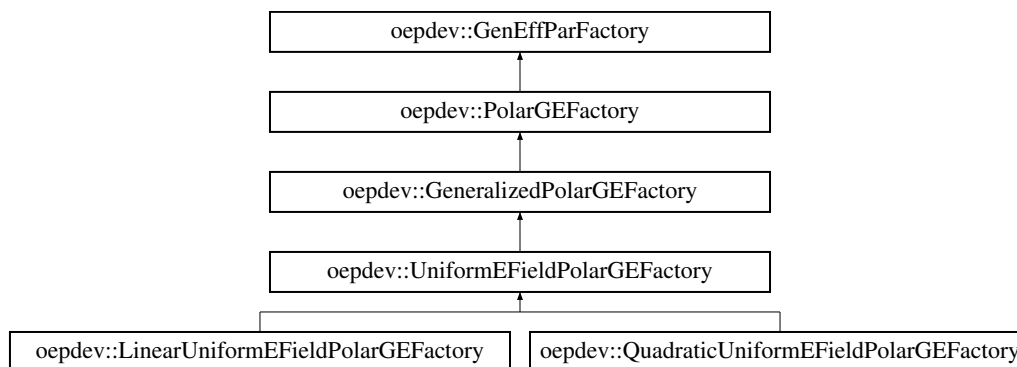 oepdev::GenEffParFactory
oepdev::PolarGEFactory
oepdev::GeneralizedPolarGEFactory
oepdev::UniformEFieldPolarGEFactory
oepdev::LinearUniformEFieldPolarGEFactory
oepdev::QuadraticUniformEFieldPolarGEFactory